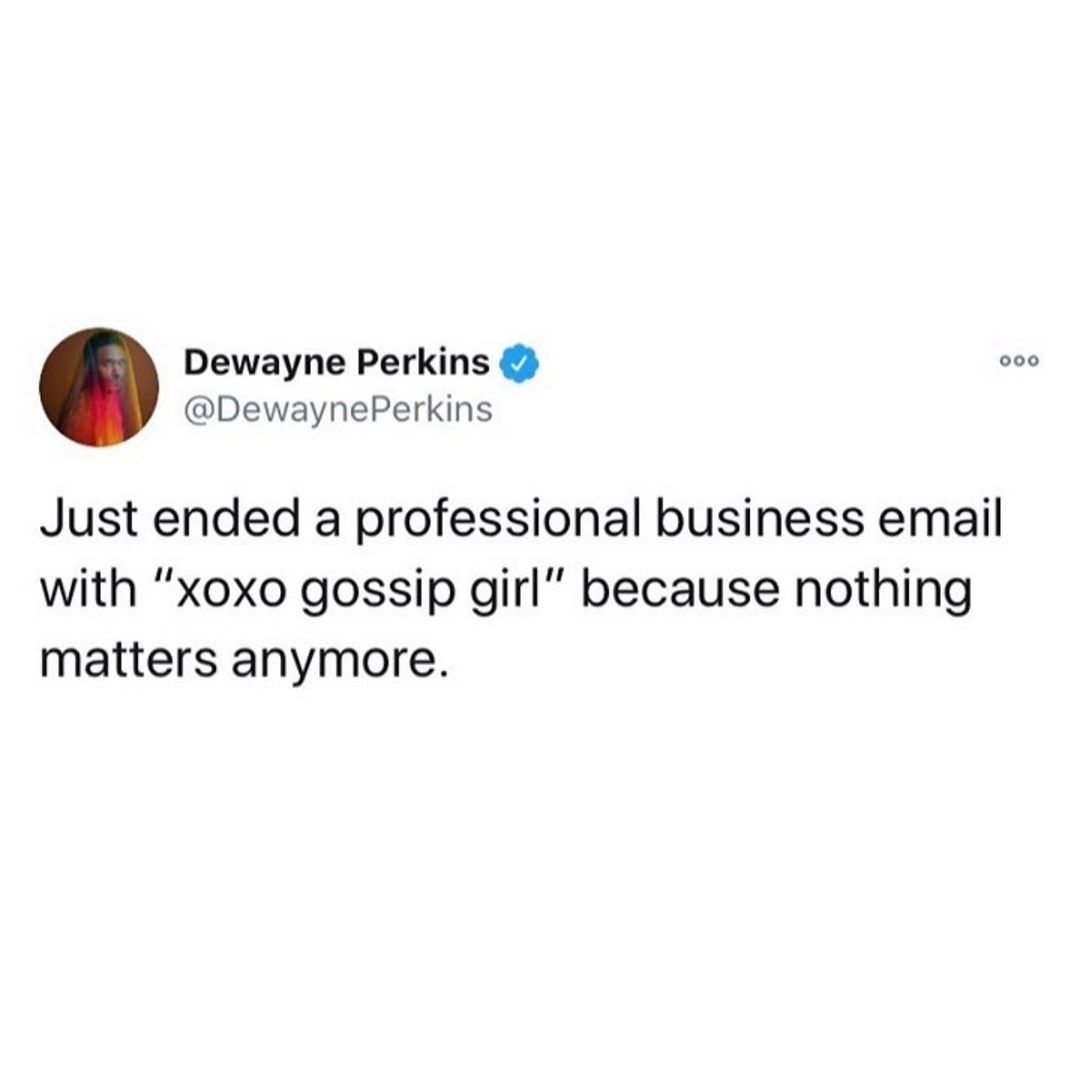 Dewayne Perkins
@DewaynePerkins
Just ended a professional business email
with “xoxo gossip girl” because nothing
matters anymore.